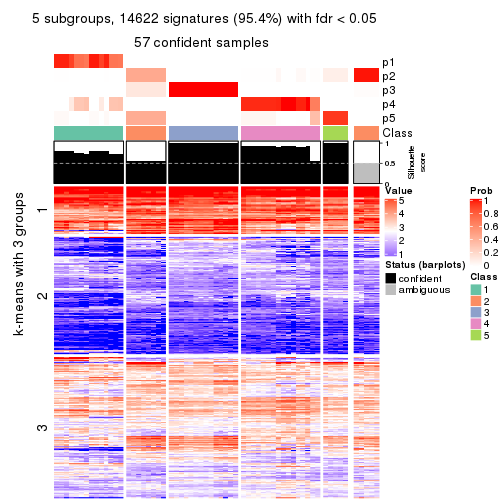 5 subgroups, 14622 signatures (95.4%) with fdr < 0.05
57 confident samples
p1
p2
p3
p4
p5
Class
1
0.5
0
Silhouette
score
k-means with 3 groups
1
2
3
Value
5
4
3
2
1
Status (barplots)
confident
ambiguous
Prob
1
0.8
0.6
0.4
0.2
0
Class
1
2
3
4
5